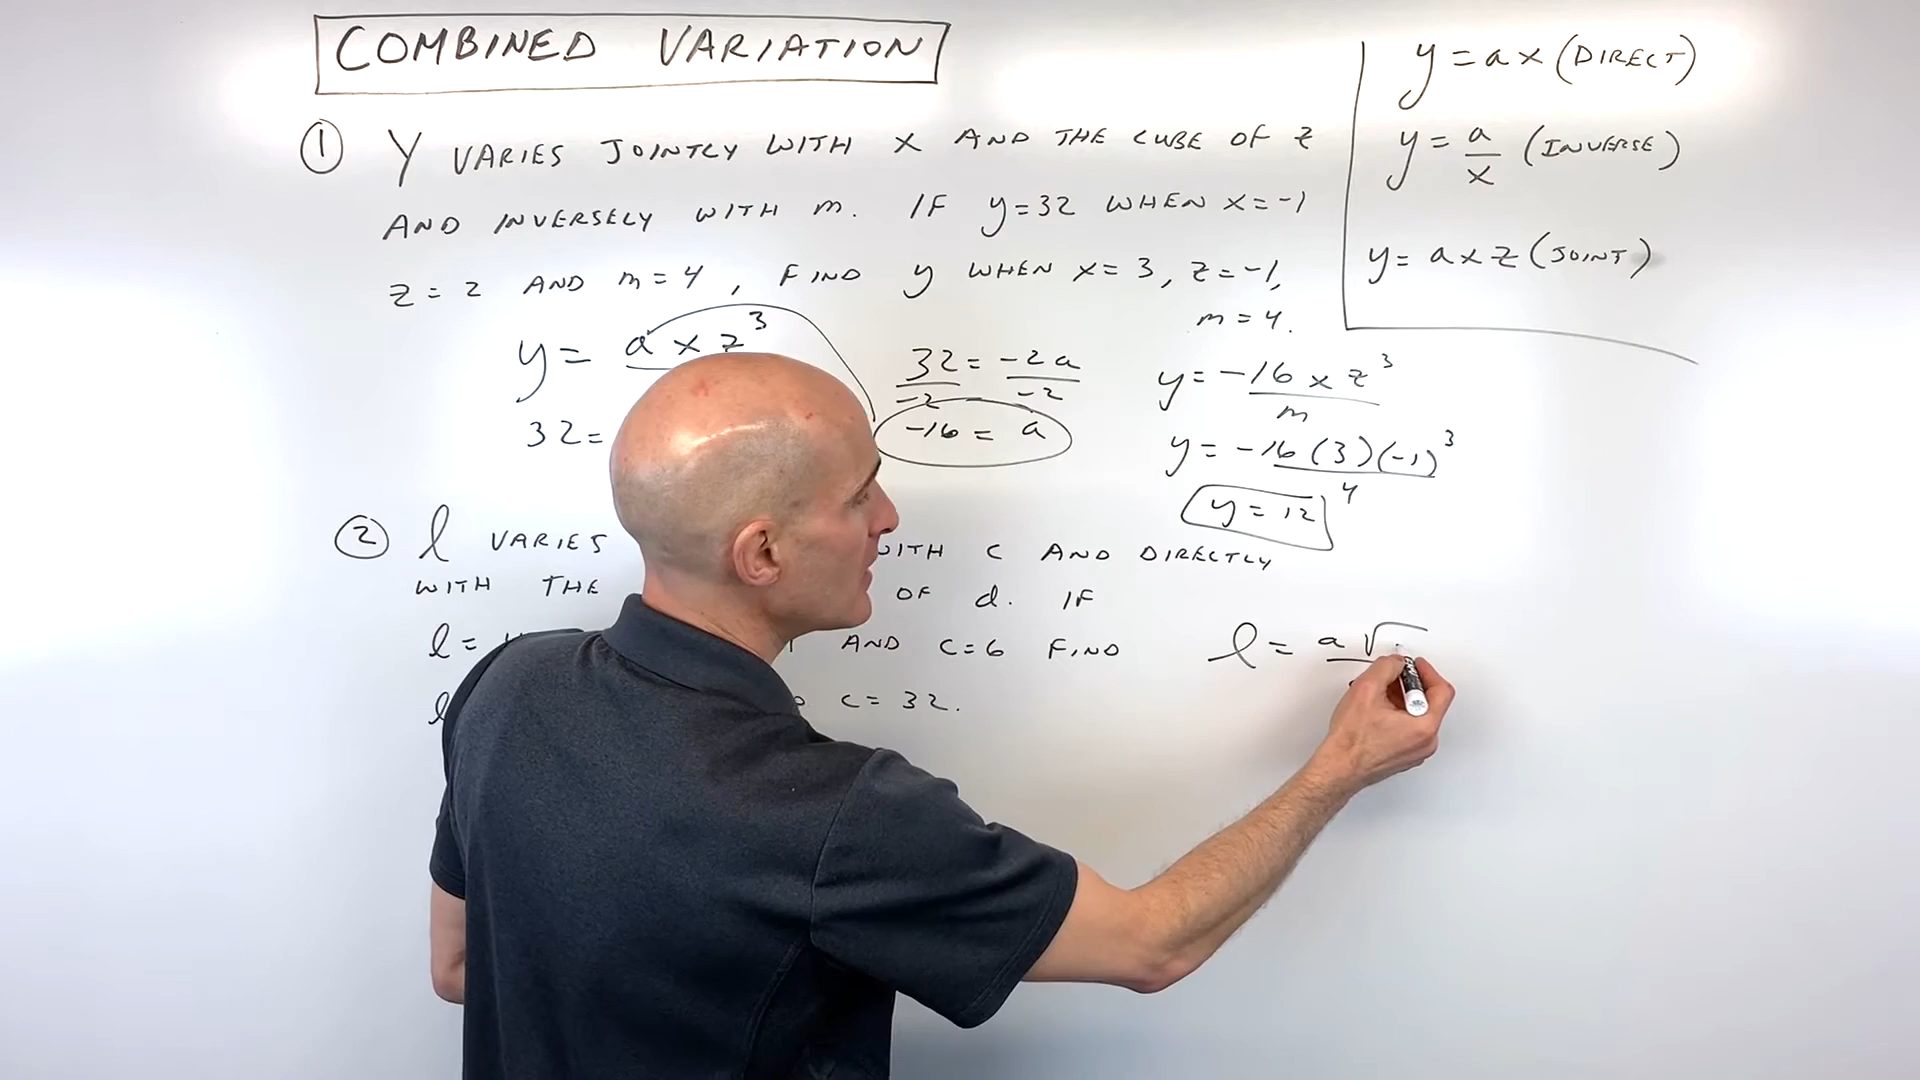 COMBINED VARIATION
① Y VARIES JOINTLY WITH X AND THE CUBE OF Z
AND INVERSELY WITH m. IF y=32 WHEN x=-1
z=2 AND m=4, FIND y WHEN x=3, z=-1,
m=4.
y = a x z³
32=
32 = -2a
-2 -2
-16 = a
y = -16 x z³
m
y = -16(3)(-1)³
4
y = 12
② l VARIES WITH C AND DIRECTLY
WITH THE OF d. IF
l= AND C=6 FIND
l C=32.
l = a√
y = ax (DIRECT)
y = a/x (INVERSE)
y = axz (JOINT)